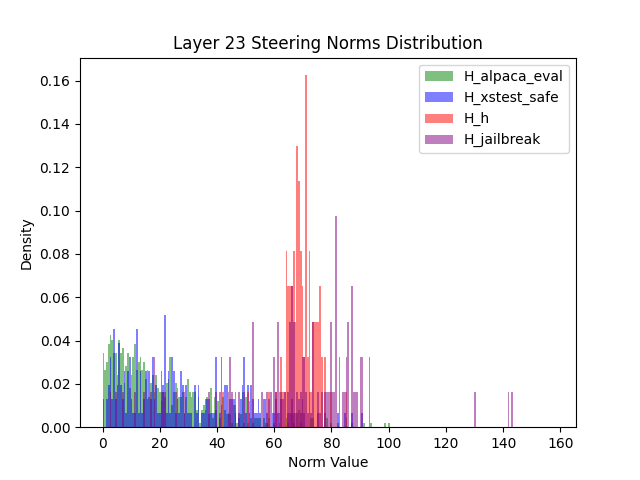 Layer 23 Steering Norms Distribution
H_alpaca_eval
H_xstest_safe
H_h
H_jailbreak
Density
0.16
0.14
0.12
0.10
0.08
0.06
0.04
0.02
0.00
0 20 40 60 80 100 120 140 160
Norm Value